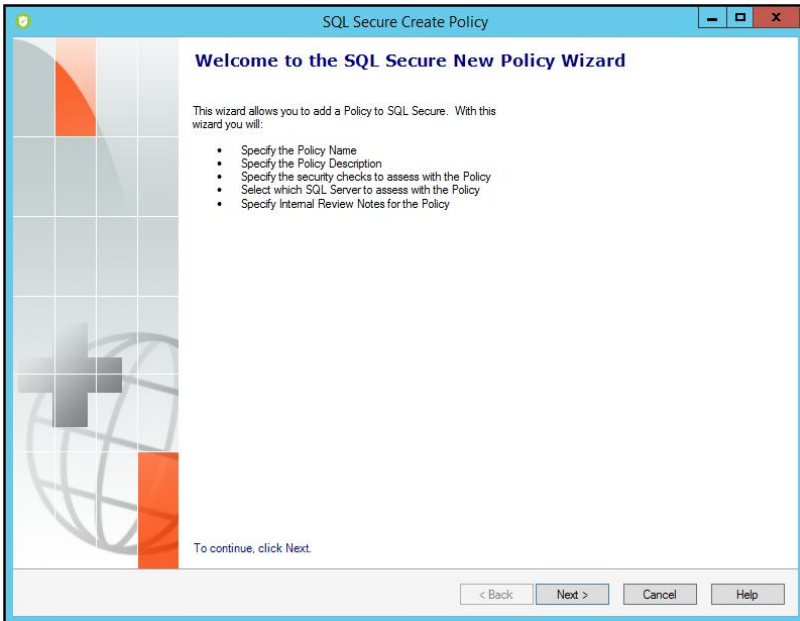 SQL Secure Create Policy
Welcome to the SQL Secure New Policy Wizard
This wizard allows you to add a Policy to SQL Secure. With this
wizard you will:
• Specify the Policy Name
• Specify the Policy Description
• Specify the security checks to assess with the Policy
• Select which SQL Server to assess with the Policy
• Specify Internal Review Notes for the Policy
To continue, click Next.
< Back Next > Cancel Help